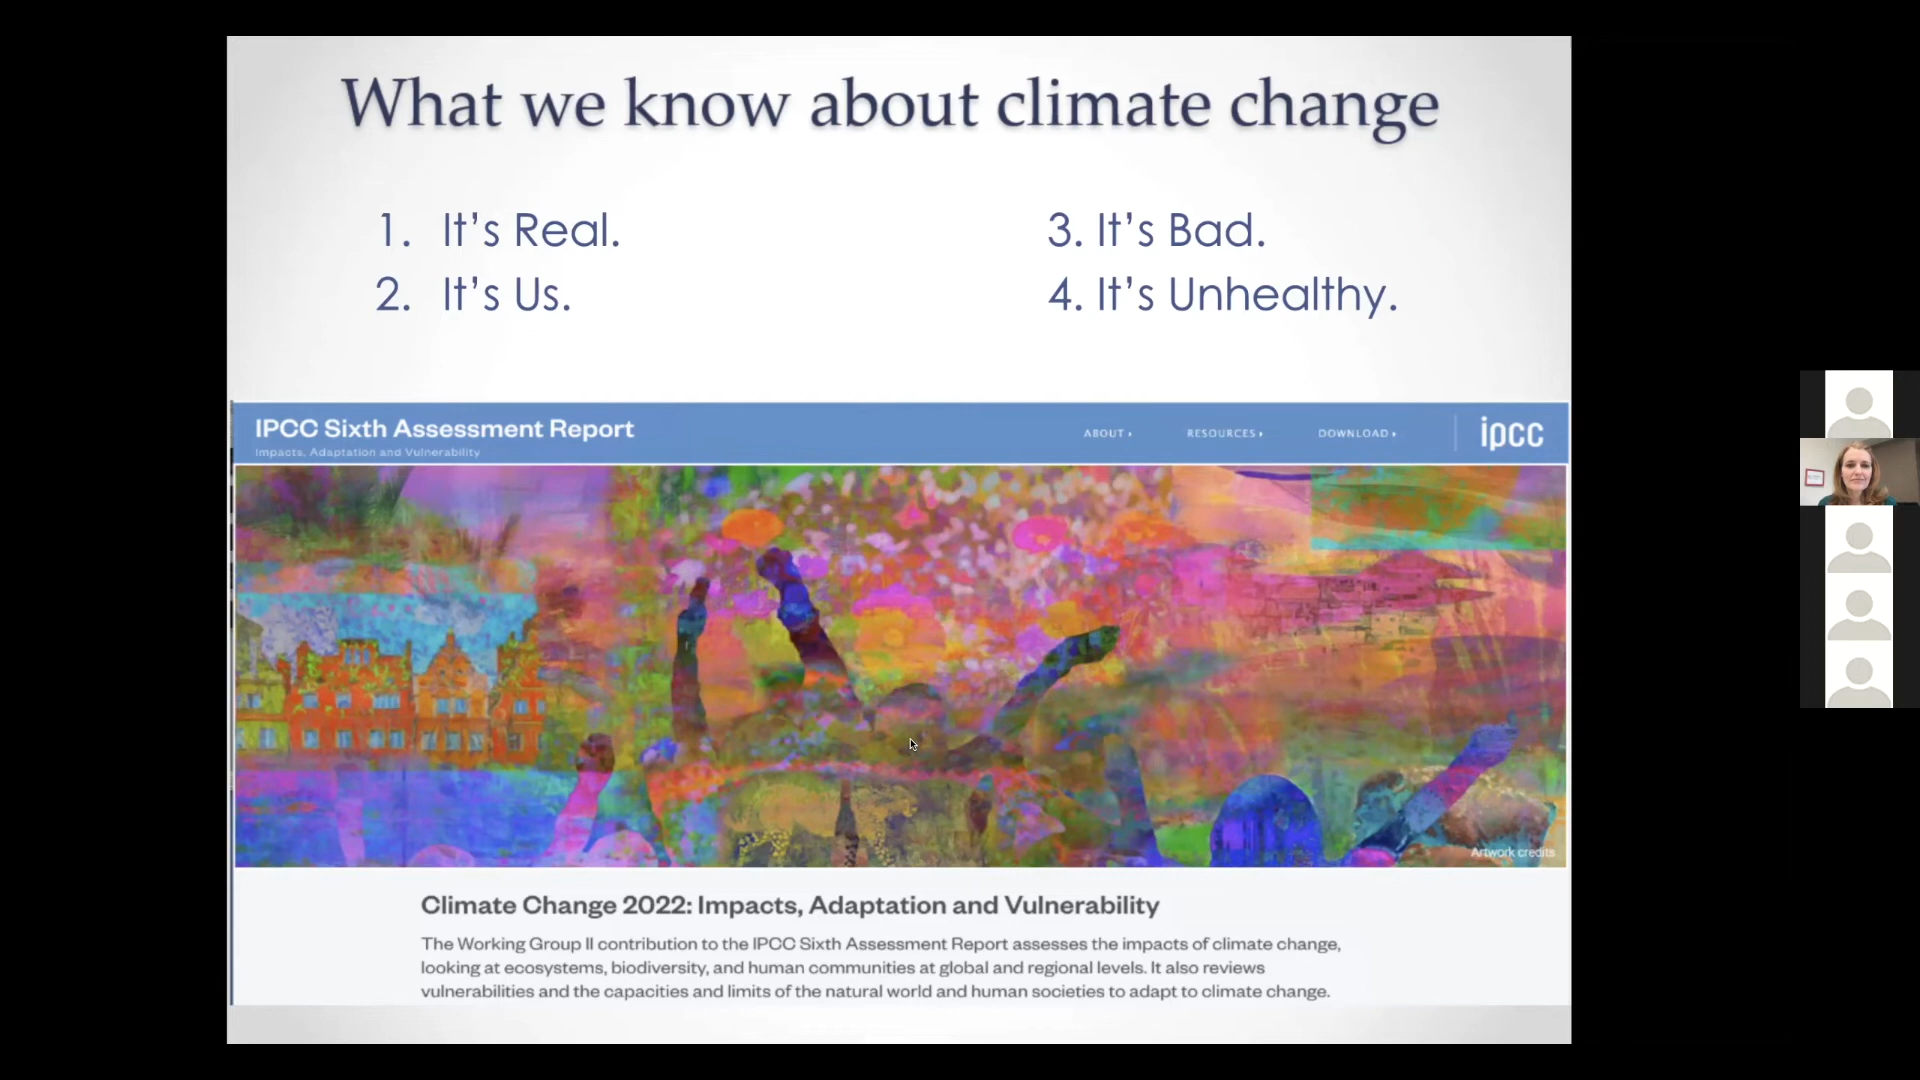 What we know about climate change
1. It's Real.
2. It's Us.
3. It's Bad.
4. It's Unhealthy.
IPCC Sixth Assessment Report
Impacts, Adaptation and Vulnerability
ABOUT
RESOURCES
DOWNLOAD
ipcc
Artwork credits
Climate Change 2022: Impacts, Adaptation and Vulnerability
The Working Group II contribution to the IPCC Sixth Assessment Report assesses the impacts of climate change,
looking at ecosystems, biodiversity, and human communities at global and regional levels. It also reviews
vulnerabilities and the capacities and limits of the natural world and human societies to adapt to climate change.